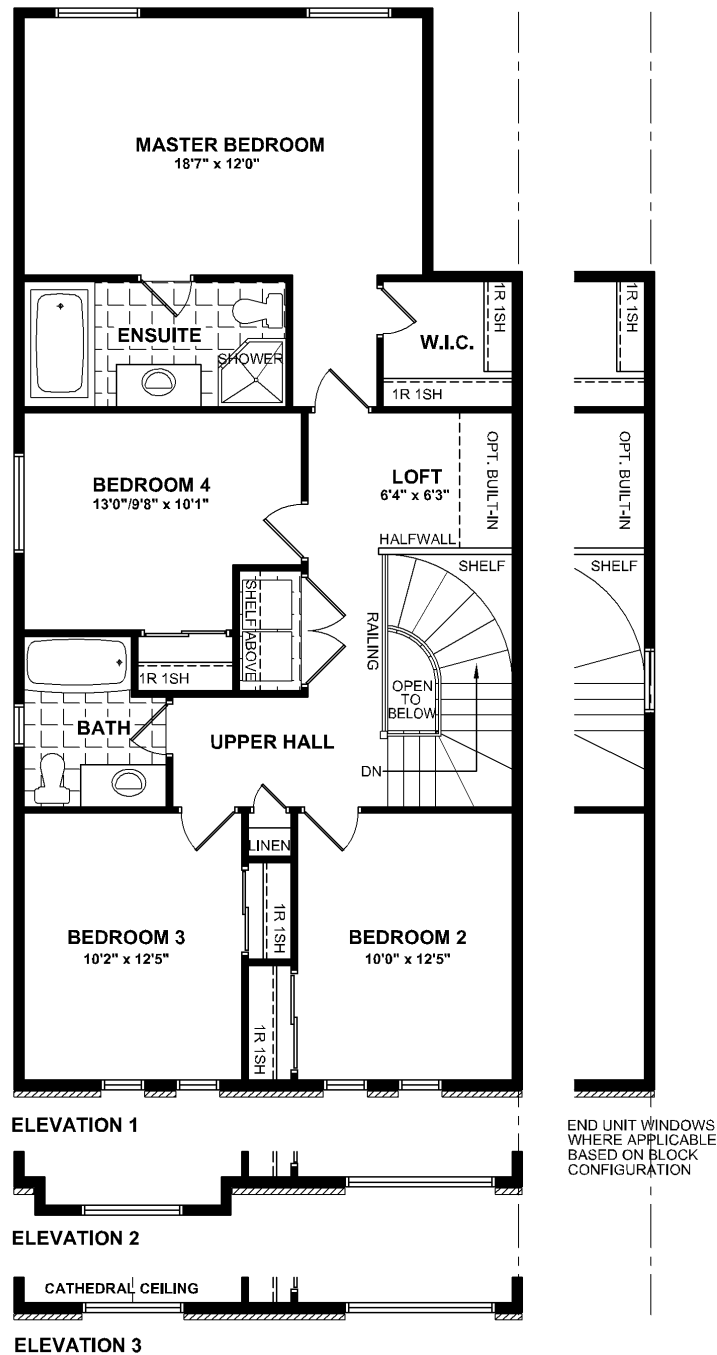 MASTER BEDROOM
18'7" x 12'0"
ENSUITE
SHOWER
W.I.C.
1R 1SH
1R 1SH
1R 1SH
BEDROOM 4
13'0"/9'8" x 10'1"
LOFT
6'4" x 6'3"
OPT. BUILT-IN
OPT. BUILT-IN
HALFWALL
SHELF
SHELF
SHELF
ABOVE
RAILING
1R 1SH
OPEN
TO
BELOW
BATH
UPPER HALL
DN
LINEN
BEDROOM 3
10'2" x 12'5"
1R 1SH
BEDROOM 2
10'0" x 12'5"
1R 1SH
ELEVATION 1
END UNIT WINDOWS
WHERE APPLICABLE
BASED ON BLOCK
CONFIGURATION
ELEVATION 2
CATHEDRAL CEILING
ELEVATION 3